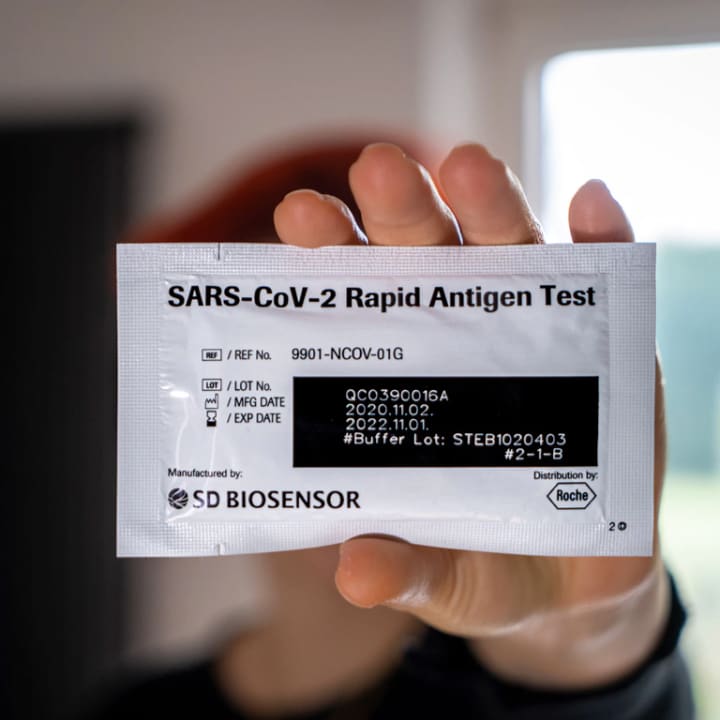 SARS-CoV-2 Rapid Antigen Test
REF / REF No. 9901-NCOV-01G
LOT / LOT No. QC0390016A
/ MFG DATE 2020.11.02.
/ EXP DATE 2022.11.01.
#Buffer Lot: STEB1020403
#2-1-B
Manufactured by:
SD BIOSENSOR
Distribution by:
Roche
2